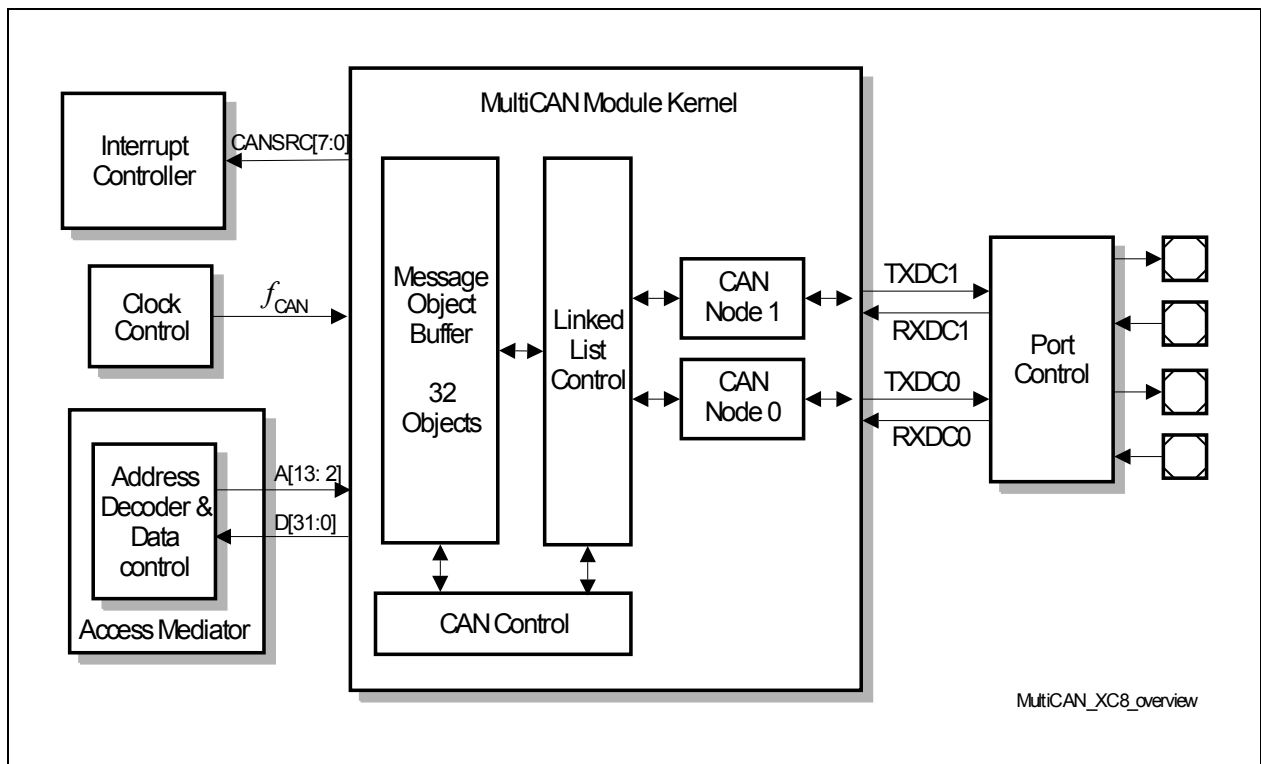 MultiCAN Module Kernel
Interrupt
Controller
CANSRC[7:0]
Clock
Control
fCAN
Address
Decoder &
Data
control
A[13: 2]
D[31:0]
Access Mediator
Message
Object
Buffer
32
Objects
Linked
List
Control
CAN
Node 1
CAN
Node 0
CAN Control
TXDC1
RXDC1
TXDC0
RXDC0
Port
Control
MultiCAN_XC8_overview